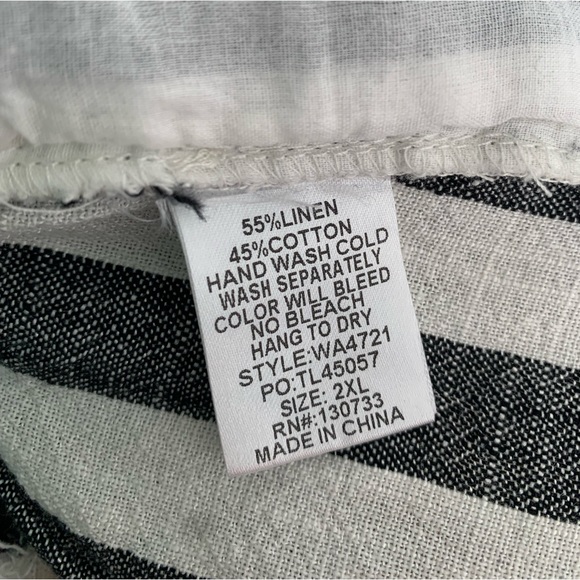 55%LINEN
45%COTTON
HAND WASH COLD
WASH SEPARATELY
COLOR WILL BLEED
NO BLEACH
HANG TO DRY
STYLE:WA4721
PO:TL45057
SIZE: 2XL
RN#:130733
MADE IN CHINA